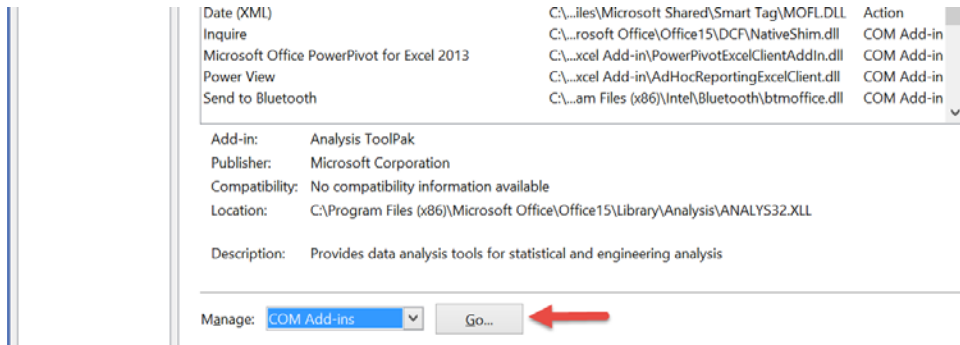 Date (XML) C:\...iles\Microsoft Shared\Smart Tag\MOFL.DLL Action
Inquire C:\...rosoft Office\Office15\DCF\NativeShim.dll COM Add-in
Microsoft Office PowerPivot for Excel 2013 C:\...xcel Add-in\PowerPivotExcelClientAddIn.dll COM Add-in
Power View C:\...xcel Add-in\AdHocReportingExcelClient.dll COM Add-in
Send to Bluetooth C:\...am Files (x86)\Intel\Bluetooth\btmoffice.dll COM Add-in
Add-in: Analysis ToolPak
Publisher: Microsoft Corporation
Compatibility: No compatibility information available
Location: C:\Program Files (x86)\Microsoft Office\Office15\Library\Analysis\ANALYS32.XLL
Description: Provides data analysis tools for statistical and engineering analysis
Manage: COM Add-ins Go...